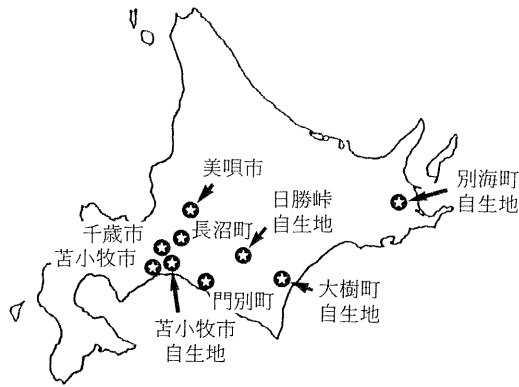 美唄市
別海町
自生地
日勝峠
自生地
長沼町
千歳市
苫小牧市
門別町
大樹町
自生地
苫小牧市
自生地